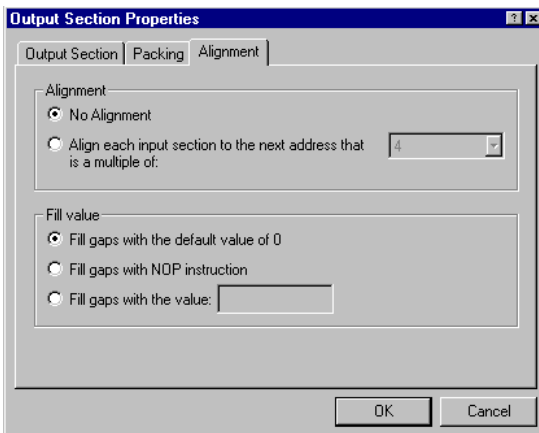 Output Section Properties
Output Section Packing Alignment
Alignment
No Alignment
Align each input section to the next address that
is a multiple of:
4
Fill value
Fill gaps with the default value of 0
Fill gaps with NOP instruction
Fill gaps with the value:
OK Cancel